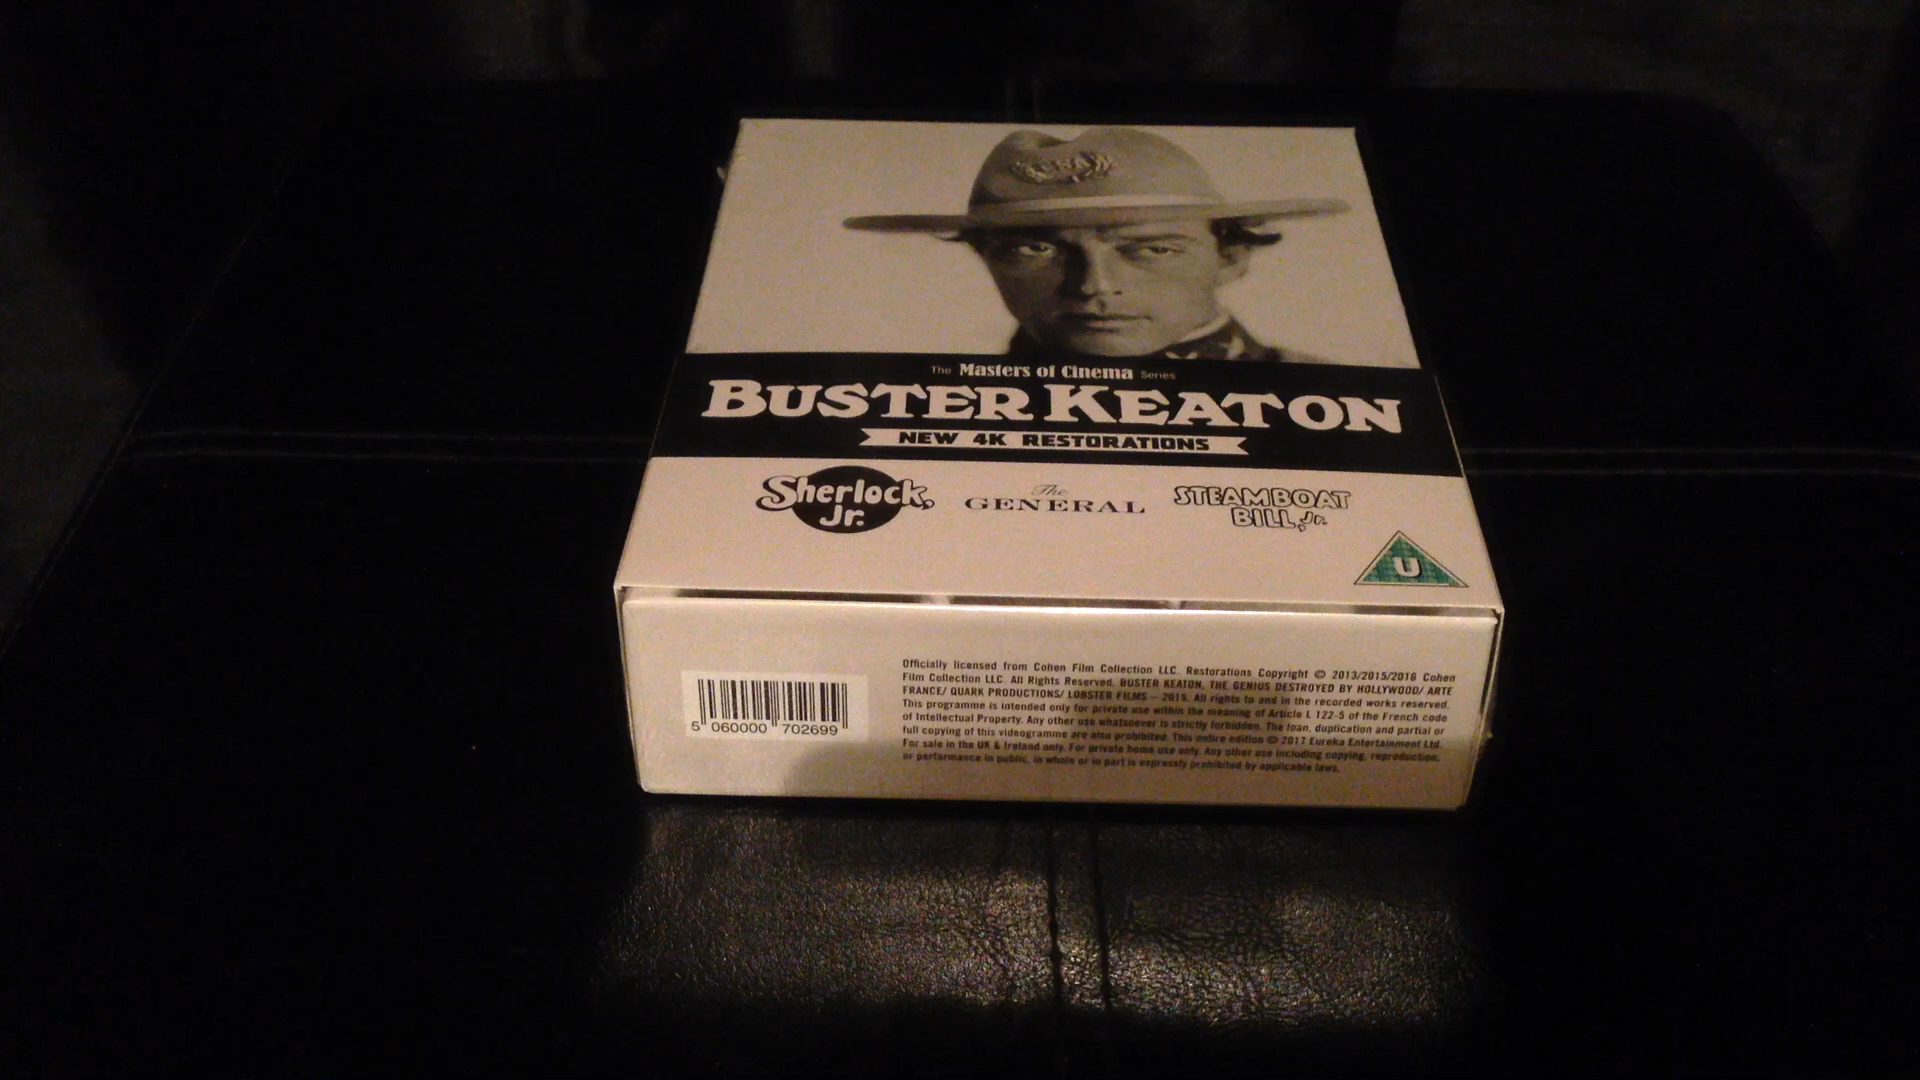 CSA
The Masters of Cinema Series
BUSTER KEATON
NEW 4K RESTORATIONS
Sherlock,
Jr.
The
GENERAL
STEAMBOAT
BILL, Jr.
U
5 060000 702699
Officially licensed from Cohen Film Collection LLC. Restorations Copyright © 2013/2015/2016 Cohen
Film Collection LLC. All Rights Reserved. BUSTER KEATON, THE GENIUS DESTROYED BY HOLLYWOOD/ ARTE
FRANCE/ QUARK PRODUCTIONS/ LOBSTER FILMS – 2015. All rights to and in the recorded works reserved.
This programme is intended only for private use within the meaning of Article L 122-5 of the French code
of Intellectual Property. Any other use whatsoever is strictly forbidden. The loan, duplication and partial or
full copying of this videogramme are also prohibited. This entire edition © 2017 Eureka Entertainment Ltd.
For sale in the UK & Ireland only. For private home use only. Any other use including copying, reproduction,
or performance in public, in whole or in part is expressly prohibited by applicable laws.